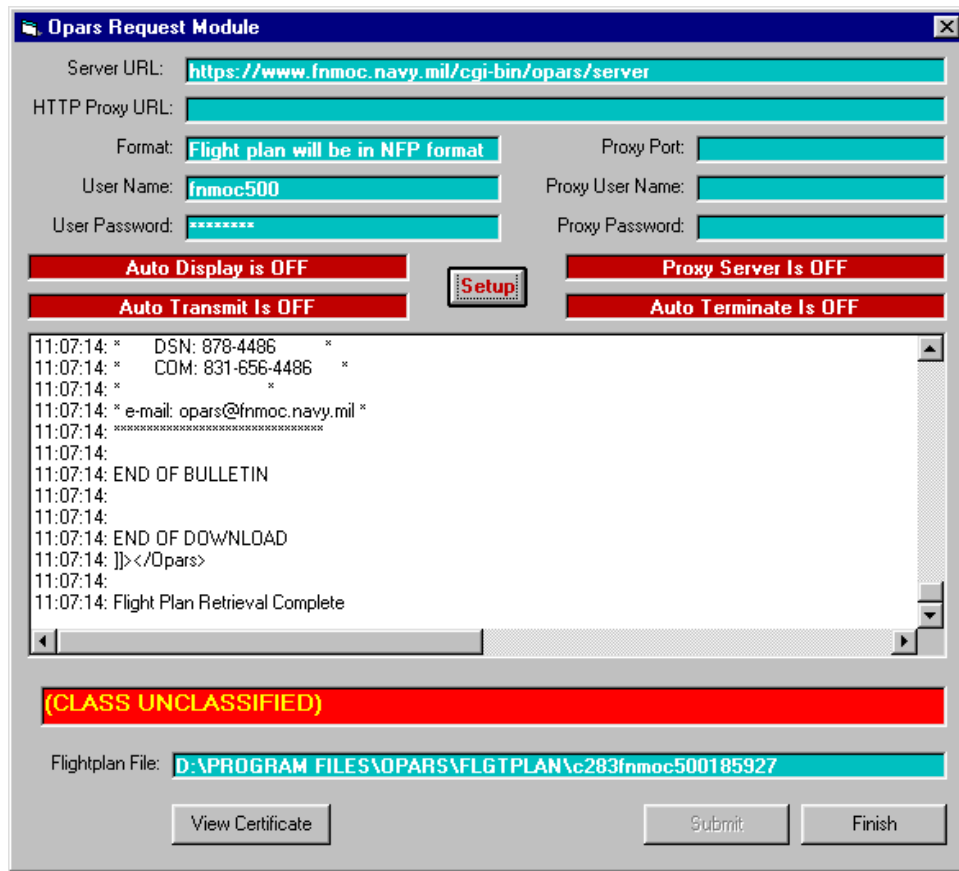 Opars Request Module
Server URL: https://www.fnmoc.navy.mil/cgi-bin/opars/server
HTTP Proxy URL:
Format: Flight plan will be in NFP format Proxy Port:
User Name: fnmoc500 Proxy User Name:
User Password: ******** Proxy Password:
Auto Display is OFF Setup Proxy Server Is OFF
Auto Transmit Is OFF Auto Terminate Is OFF
11:07:14: * DSN: 878-4486 *
11:07:14: * COM: 831-656-4486 *
11:07:14: * *
11:07:14: * e-mail: opars@fnmoc.navy.mil *
11:07:14: ********************************
11:07:14:
11:07:14: END OF BULLETIN
11:07:14:
11:07:14:
11:07:14: END OF DOWNLOAD
11:07:14: ]]></Opars>
11:07:14:
11:07:14: Flight Plan Retrieval Complete
(CLASS UNCLASSIFIED)
Flightplan File: D:\PROGRAM FILES\OPARS\FLGTPLAN\c283fnmoc500185927
View Certificate Submit Finish